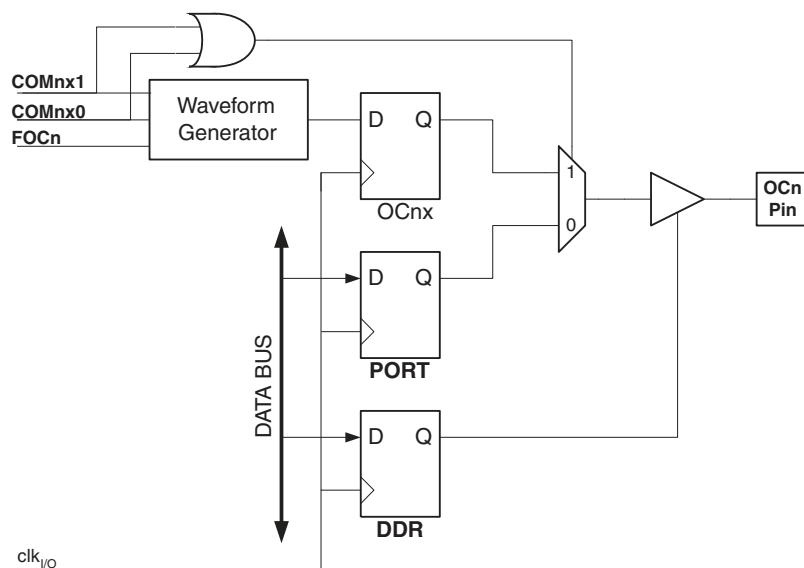 COMnx1
COMnx0
FOCn
Waveform
Generator
D Q
OCnx
1
0
OCn
Pin
D Q
PORT
D Q
DDR
DATA BUS
clkI/O